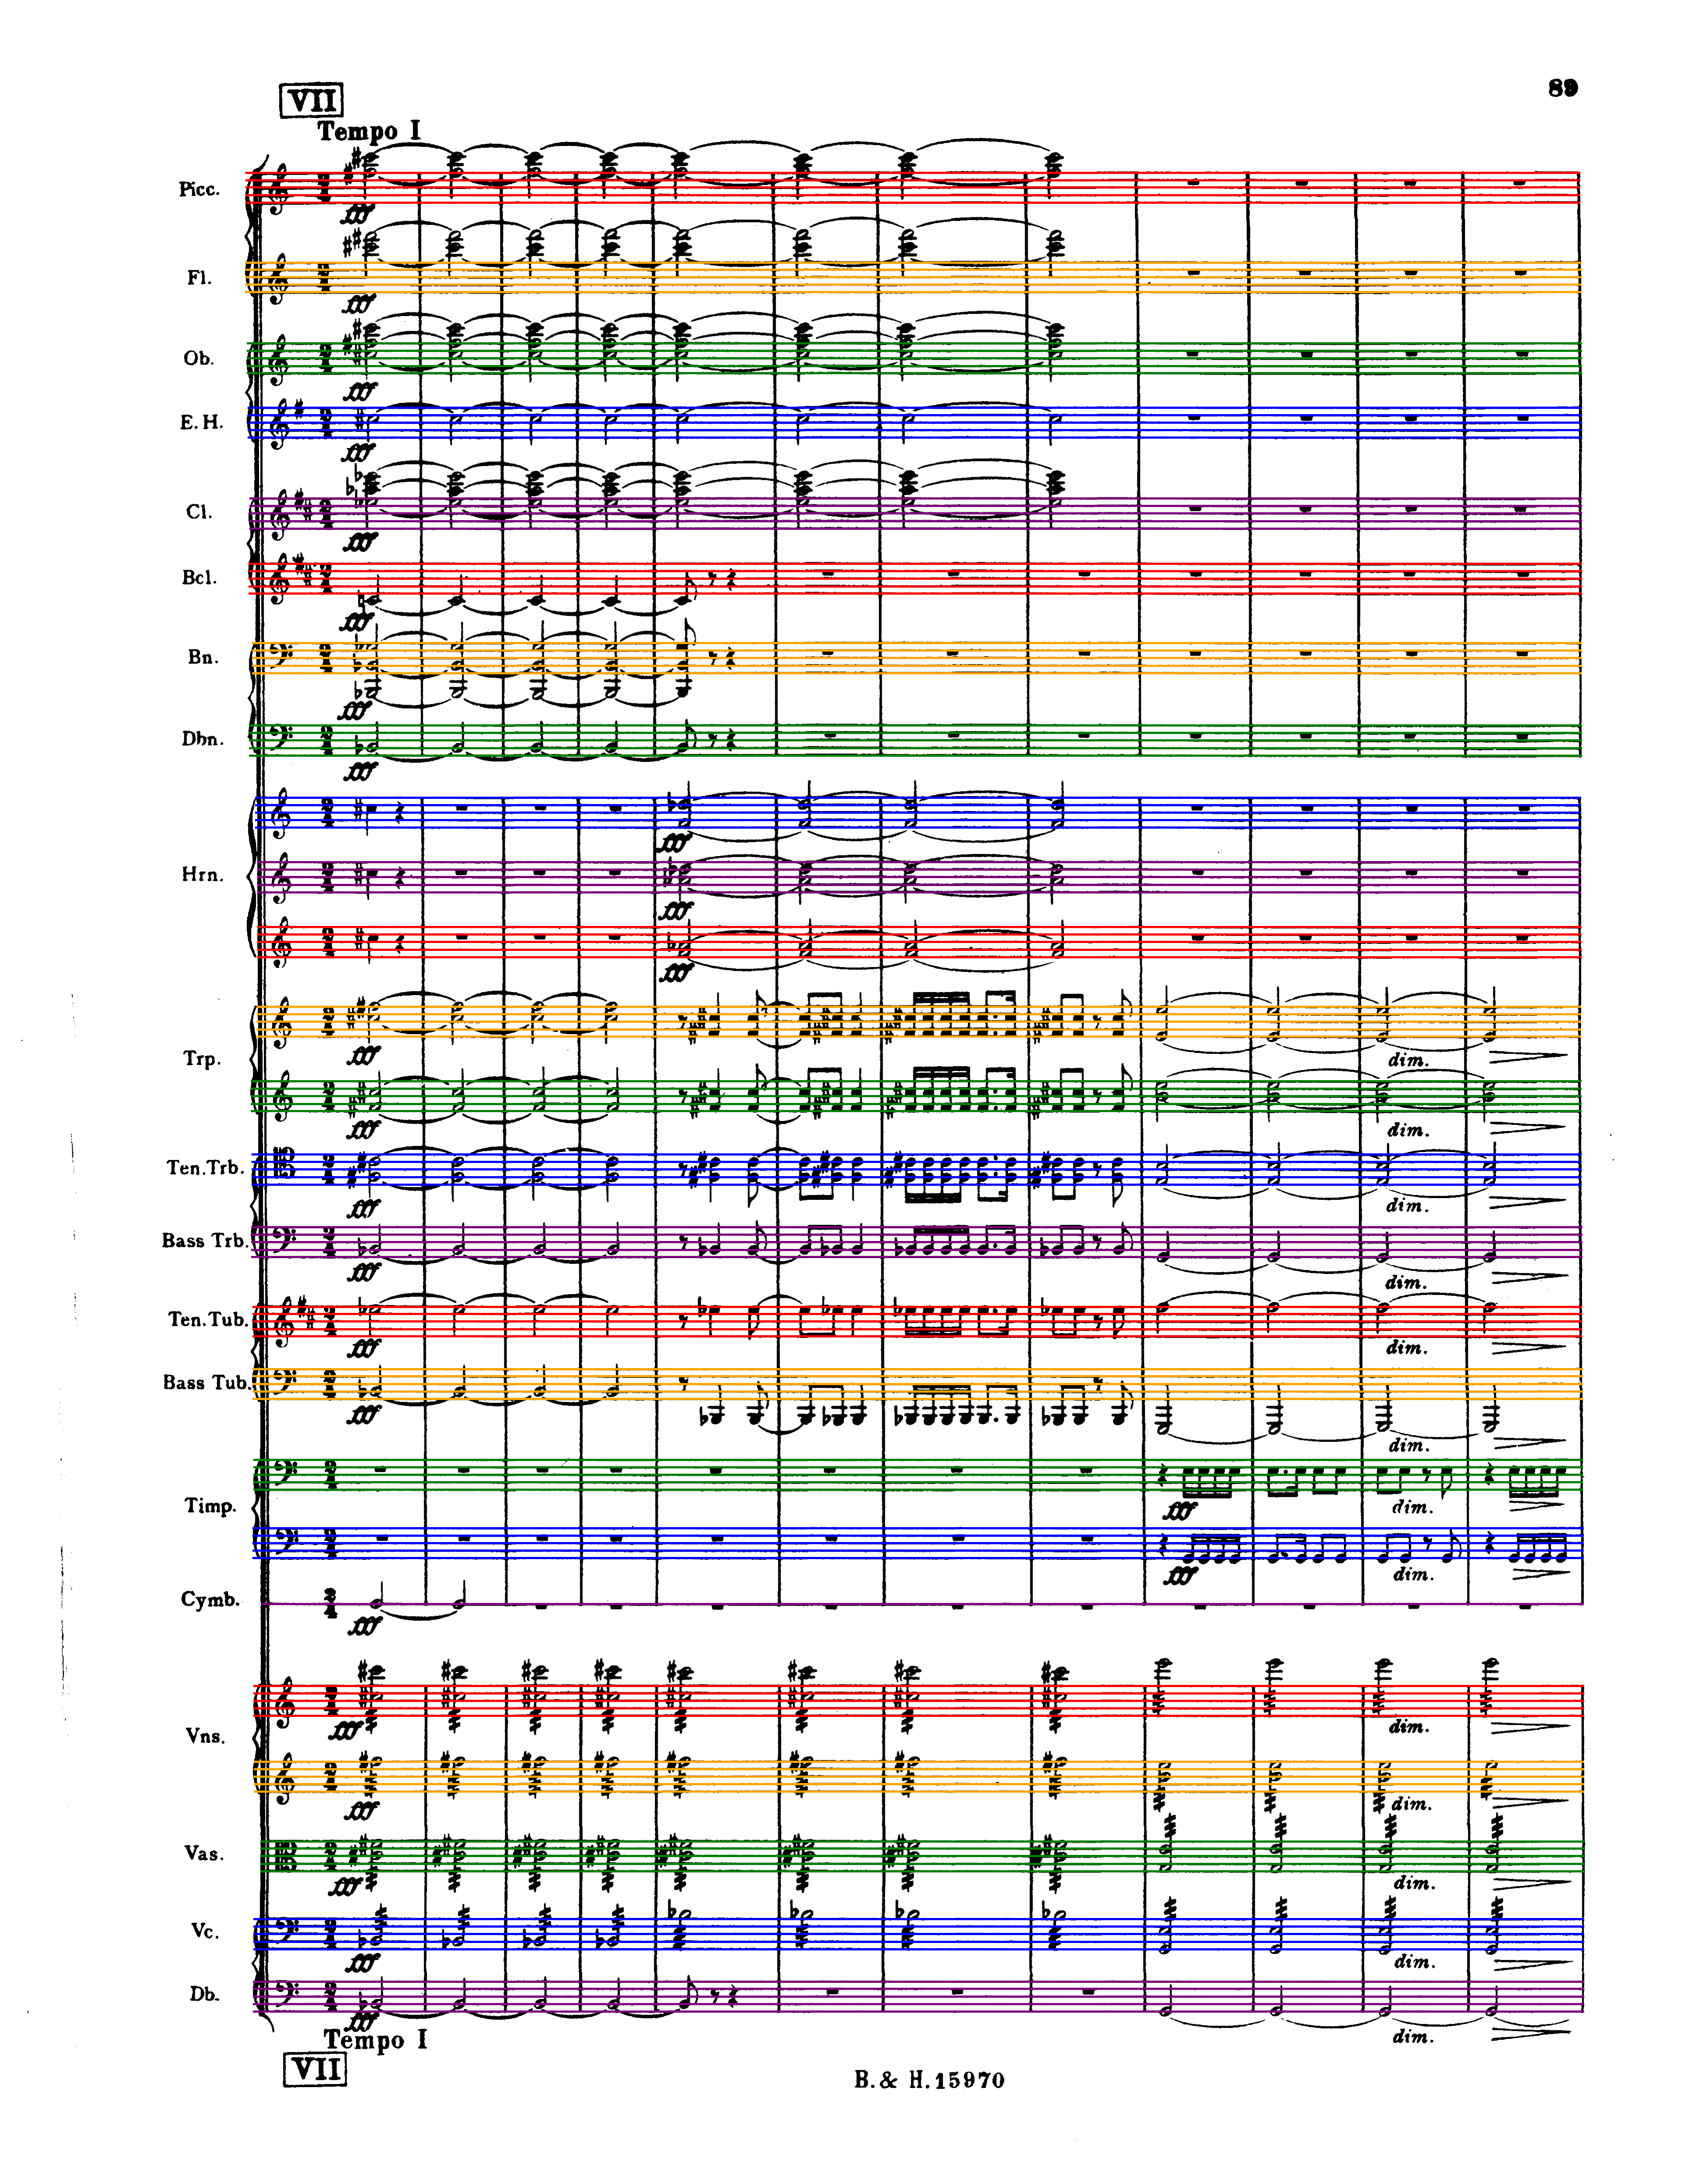 89
VII
Tempo I
Picc.
fff
Fl.
fff
Ob.
fff
E. H.
fff
Cl.
fff
Bcl.
fff
Bn.
fff
Dbn.
fff
fff
Hrn.
fff
fff
Trp.
fff
dim.
fff
dim.
Ten.Trb.
fff
dim.
Bass Trb.
fff
dim.
Ten.Tub.
fff
dim.
Bass Tub.
fff
dim.
Timp.
fff
dim.
fff
dim.
Cymb.
2
4
fff
Vns.
fff
dim.
fff
dim.
Vas.
fff
dim.
Vc.
fff
dim.
Db.
fff
dim.
Tempo I
VII
B. & H. 15970